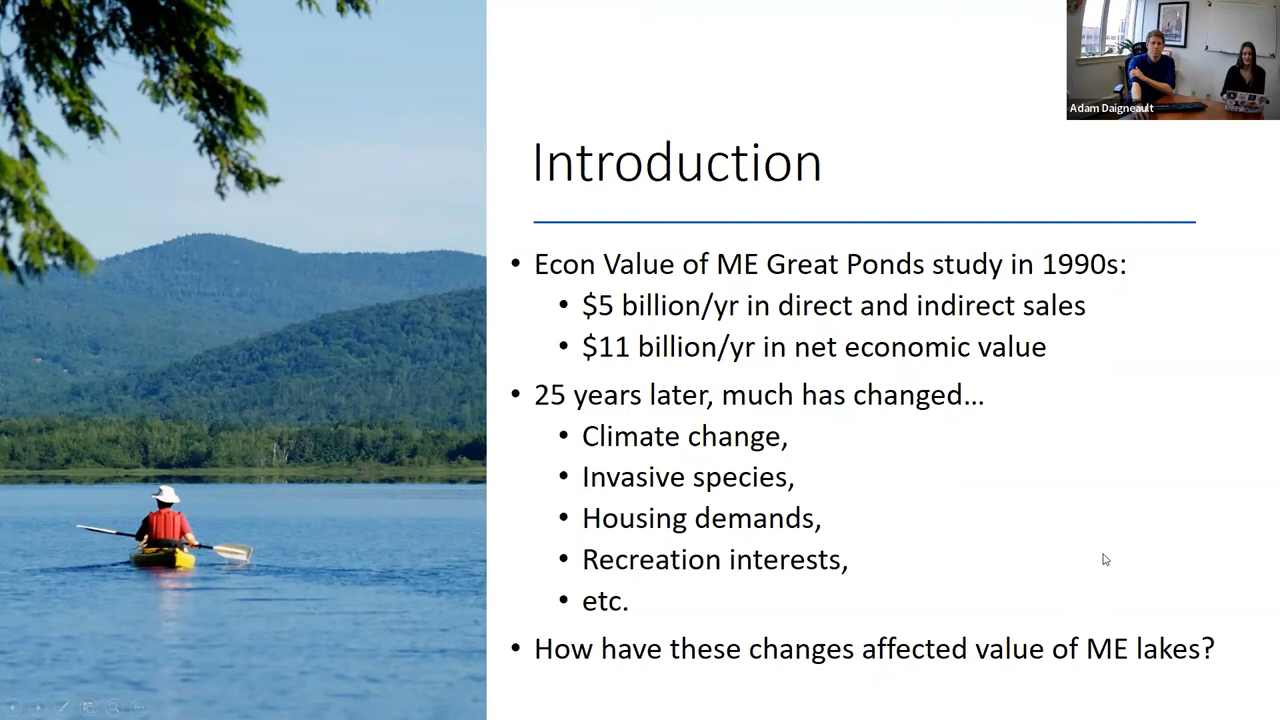 Adam Daigneault
Introduction
• Econ Value of ME Great Ponds study in 1990s:
• $5 billion/yr in direct and indirect sales
• $11 billion/yr in net economic value
• 25 years later, much has changed…
• Climate change,
• Invasive species,
• Housing demands,
• Recreation interests,
• etc.
• How have these changes affected value of ME lakes?